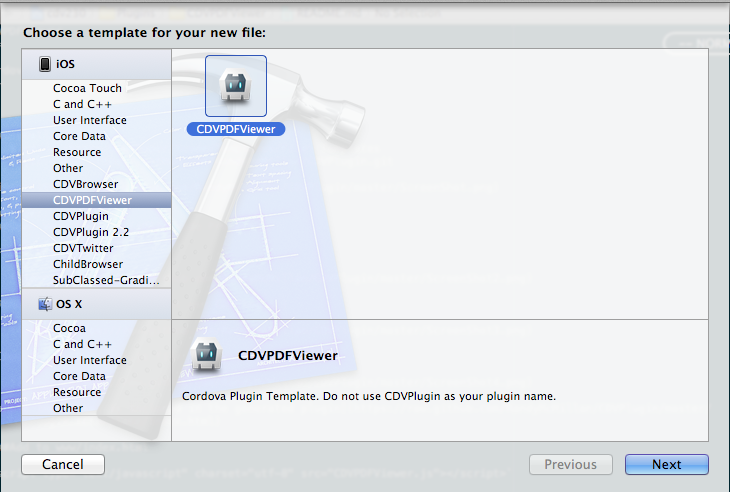 Choose a template for your new file:
iOS
Cocoa Touch
C and C++
User Interface
Core Data
Resource
Other
CDVBrowser
CDVPDFViewer
CDVPlugin
CDVPlugin 2.2
CDVTwitter
ChildBrowser
SubClassed-Gradi...
OS X
Cocoa
C and C++
User Interface
Core Data
Resource
Other
CDVPDFViewer
CDVPDFViewer
Cordova Plugin Template. Do not use CDVPlugin as your plugin name.
Cancel
Previous
Next